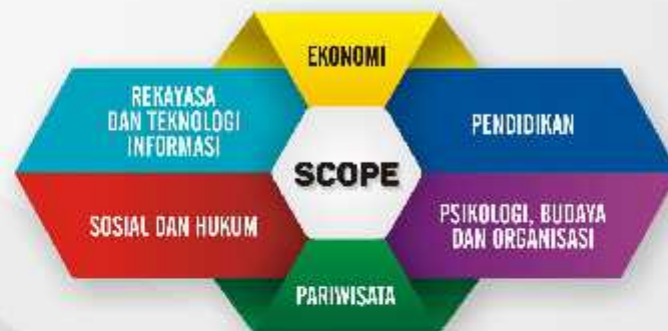 EKONOMI
REKAYASA
DAN TEKNOLOGI
INFORMASI
PENDIDIKAN
SCOPE
SOSIAL DAN HUKUM
PSIKOLOGI, BUDAYA
DAN ORGANISASI
PARIWISATA